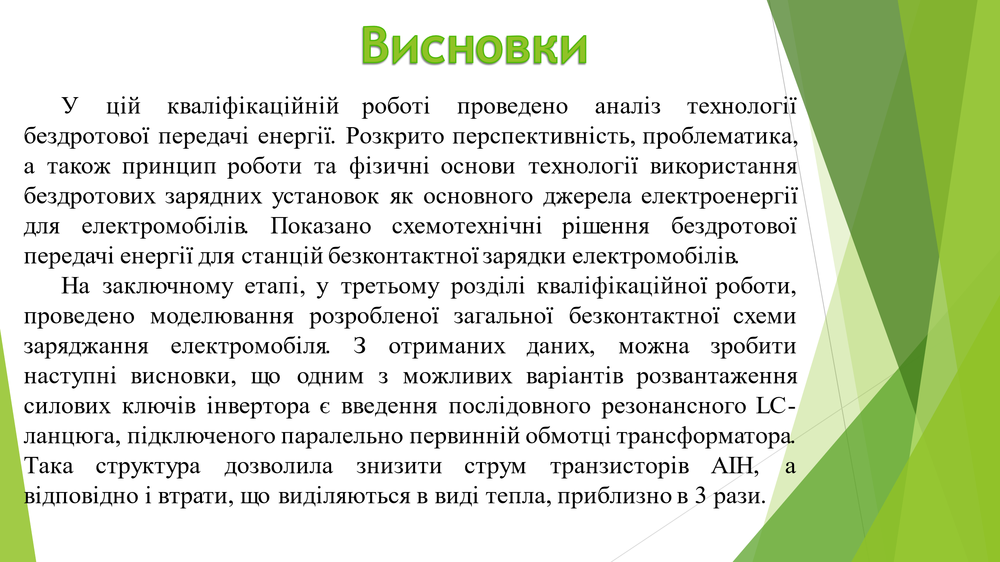 Висновки
У цій кваліфікаційній роботі проведено аналіз технології
бездротової передачі енергії. Розкрито перспективність, проблематика,
а також принцип роботи та фізичні основи технології використання
бездротових зарядних установок як основного джерела електроенергії
для електромобілів. Показано схемотехнічні рішення бездротової
передачі енергії для станцій безконтактної зарядки електромобілів.
На заключному етапі, у третьому розділі кваліфікаційної роботи,
проведено моделювання розробленої загальної безконтактної схеми
заряджання електромобіля. З отриманих даних, можна зробити
наступні висновки, що одним з можливих варіантів розвантаження
силових ключів інвертора є введення послідовного резонансного LC-
ланцюга, підключеного паралельно первинній обмотці трансформатора.
Така структура дозволила знизити струм транзисторів АІН, а
відповідно і втрати, що виділяються в виді тепла, приблизно в 3 рази.